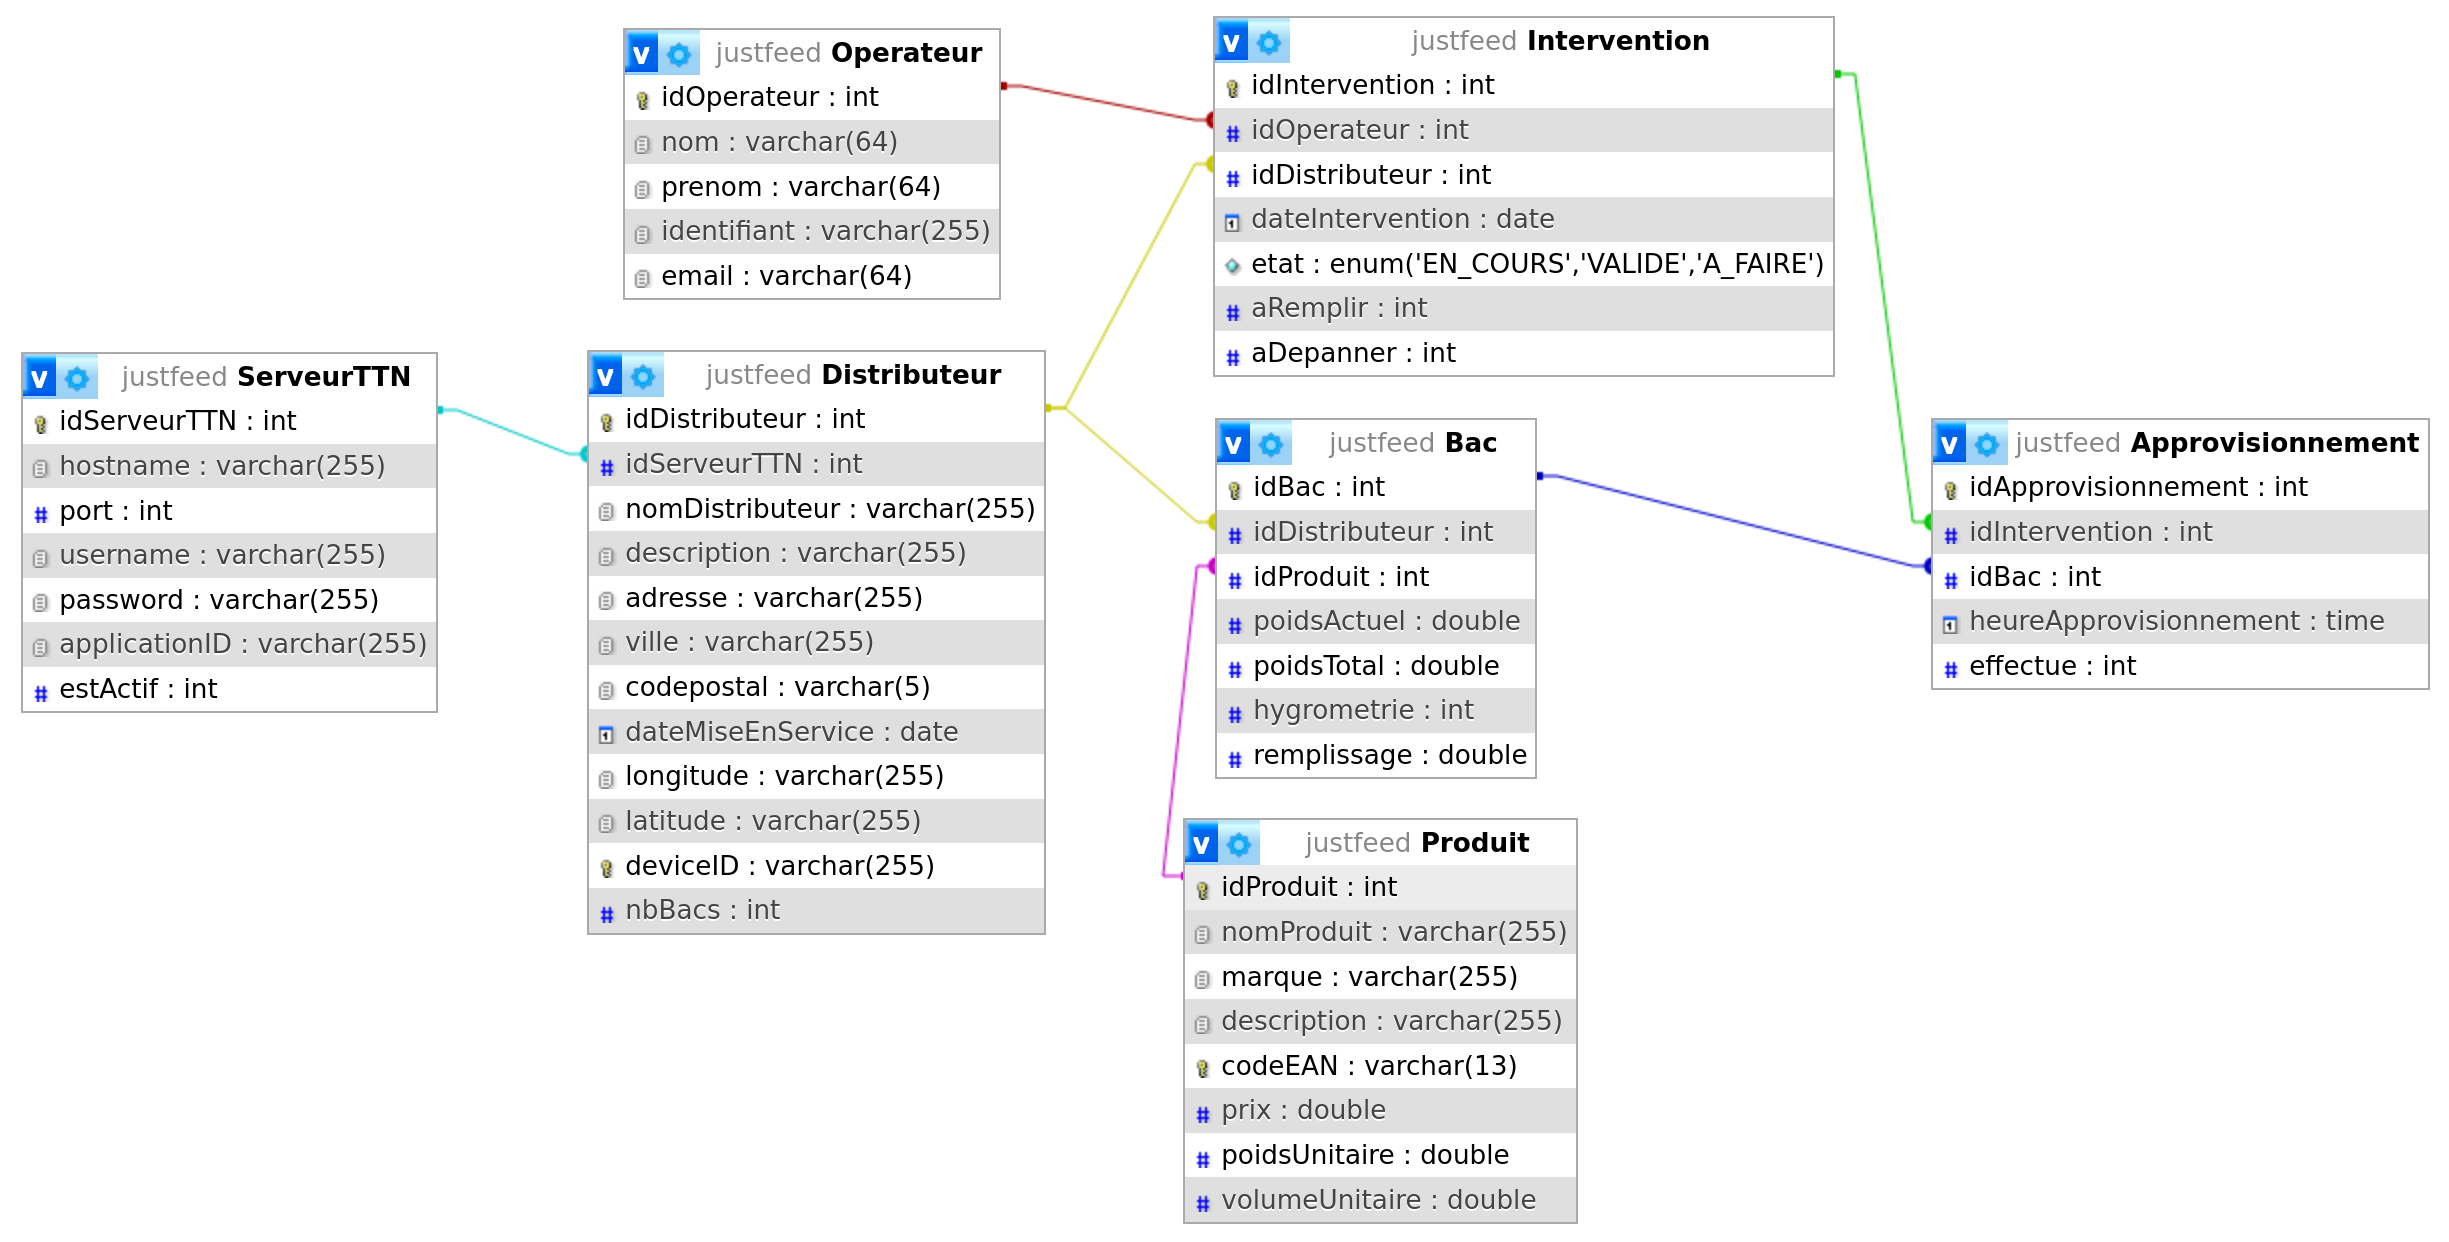 v justfeed Operateur
idOperateur : int
nom : varchar(64)
prenom : varchar(64)
identifiant : varchar(255)
email : varchar(64)
v justfeed Intervention
idIntervention : int
idOperateur : int
idDistributeur : int
dateIntervention : date
etat : enum('EN_COURS','VALIDE','A_FAIRE')
aRemplir : int
aDepanner : int
v justfeed ServeurTTN
idServeurTTN : int
hostname : varchar(255)
port : int
username : varchar(255)
password : varchar(255)
applicationID : varchar(255)
estActif : int
v justfeed Distributeur
idDistributeur : int
idServeurTTN : int
nomDistributeur : varchar(255)
description : varchar(255)
adresse : varchar(255)
ville : varchar(255)
codepostal : varchar(5)
dateMiseEnService : date
longitude : varchar(255)
latitude : varchar(255)
deviceID : varchar(255)
nbBacs : int
v justfeed Bac
idBac : int
idDistributeur : int
idProduit : int
poidsActuel : double
poidsTotal : double
hygrometrie : int
remplissage : double
v justfeed Approvisionnement
idApprovisionnement : int
idIntervention : int
idBac : int
heureApprovisionnement : time
effectue : int
v justfeed Produit
idProduit : int
nomProduit : varchar(255)
marque : varchar(255)
description : varchar(255)
codeEAN : varchar(13)
prix : double
poidsUnitaire : double
volumeUnitaire : double